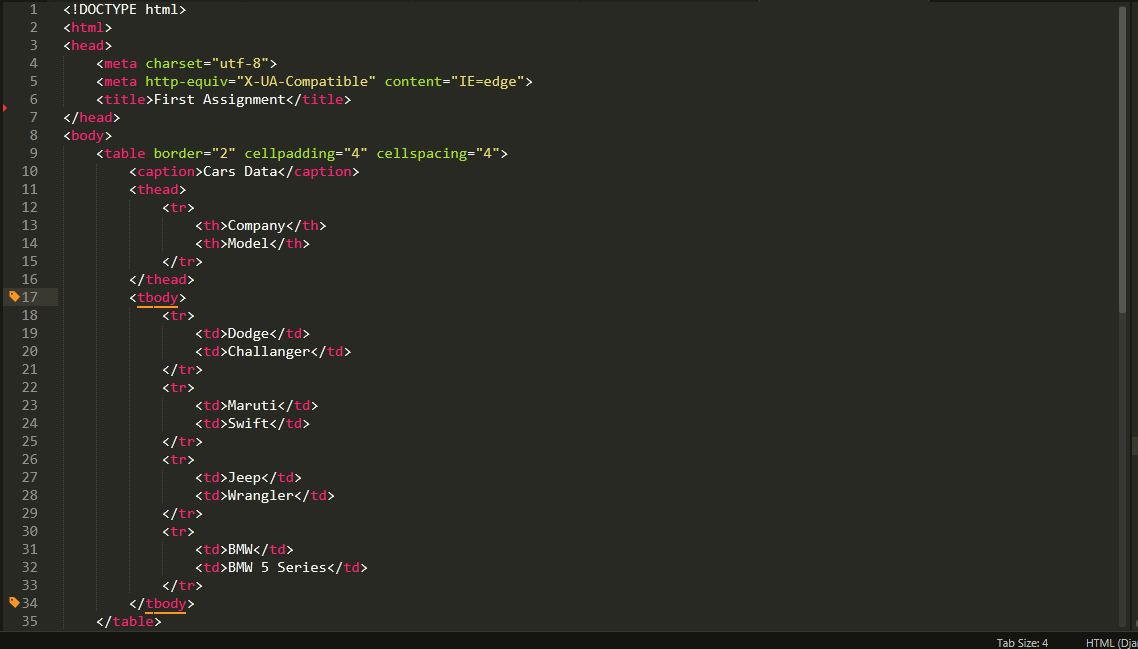 1 <!DOCTYPE html>
2 <html>
3 <head>
4     <meta charset="utf-8">
5     <meta http-equiv="X-UA-Compatible" content="IE=edge">
6     <title>First Assignment</title>
7 </head>
8 <body>
9     <table border="2" cellpadding="4" cellspacing="4">
10         <caption>Cars Data</caption>
11         <thead>
12             <tr>
13                 <th>Company</th>
14                 <th>Model</th>
15             </tr>
16         </thead>
17         <tbody>
18             <tr>
19                 <td>Dodge</td>
20                 <td>Challanger</td>
21             </tr>
22             <tr>
23                 <td>Maruti</td>
24                 <td>Swift</td>
25             </tr>
26             <tr>
27                 <td>Jeep</td>
28                 <td>Wrangler</td>
29             </tr>
30             <tr>
31                 <td>BMW</td>
32                 <td>BMW 5 Series</td>
33             </tr>
34         </tbody>
35     </table>
Tab Size: 4 HTML (Dja